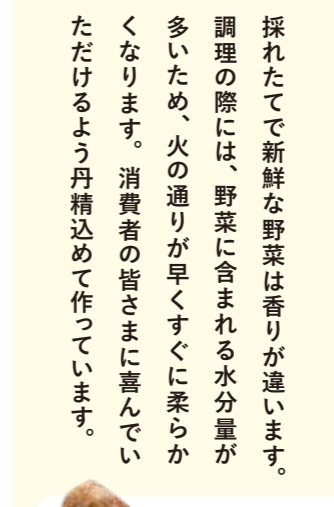 採れたてで新鮮な野菜は香りが違います。
調理の際には、野菜に含まれる水分量が
多いため、火の通りが早くすぐに柔らか
くなります。消費者の皆さまに喜んでい
ただけるよう丹精込めて作っています。